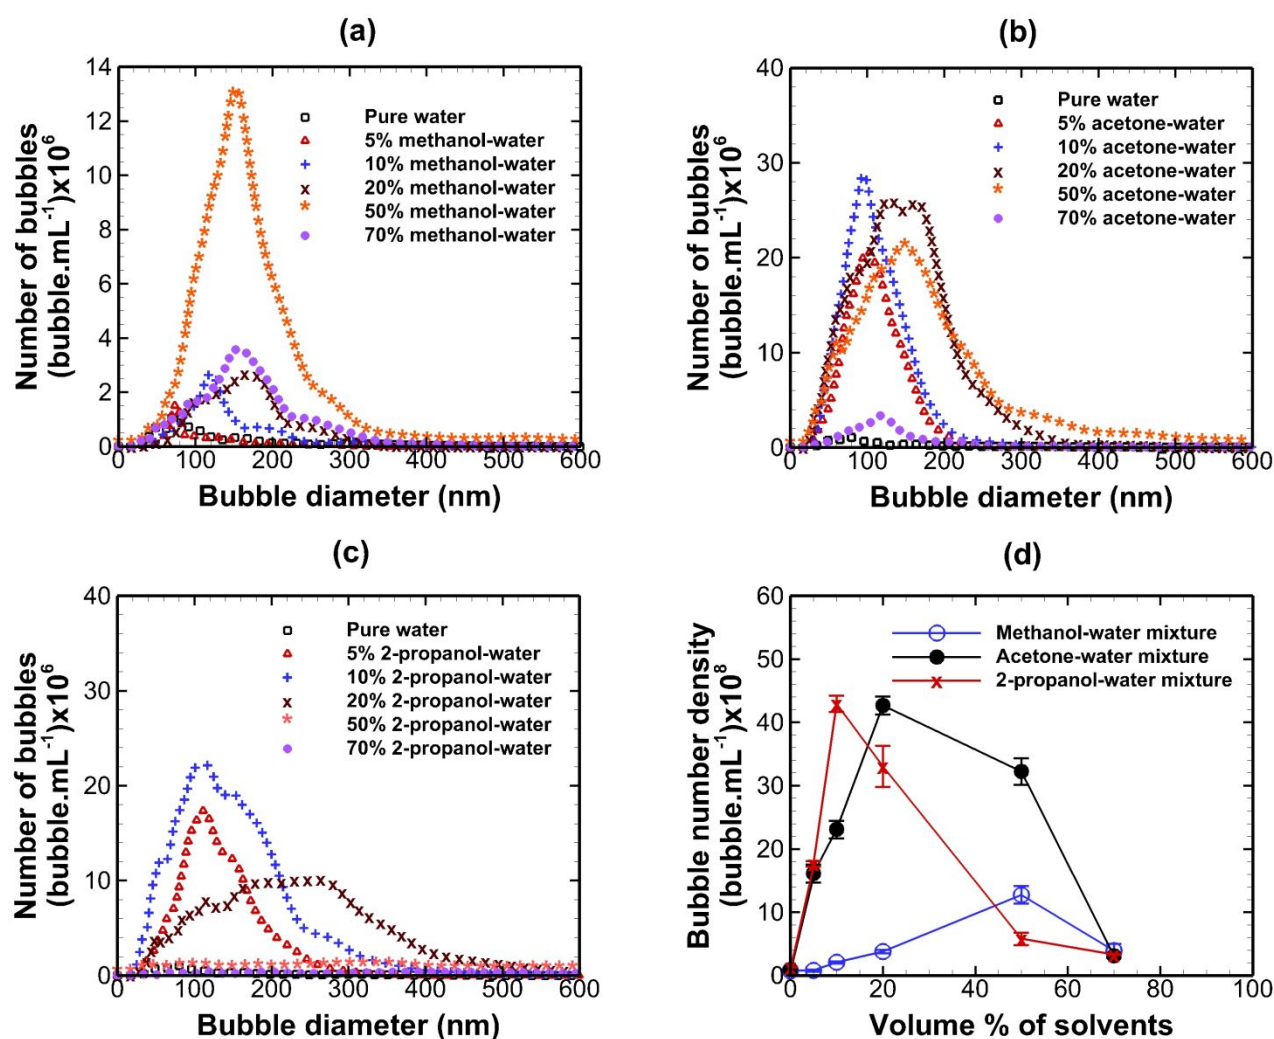 (a)
Number of bubbles
(bubble.mL⁻¹)x10⁶
14
12
10
8
6
4
2
0
Pure water
5% methanol-water
10% methanol-water
20% methanol-water
50% methanol-water
70% methanol-water
0 100 200 300 400 500 600
Bubble diameter (nm)
(b)
Number of bubbles
(bubble.mL⁻¹)x10⁶
40
30
20
10
0
Pure water
5% acetone-water
10% acetone-water
20% acetone-water
50% acetone-water
70% acetone-water
0 100 200 300 400 500 600
Bubble diameter (nm)
(c)
Number of bubbles
(bubble.mL⁻¹)x10⁶
40
30
20
10
0
Pure water
5% 2-propanol-water
10% 2-propanol-water
20% 2-propanol-water
50% 2-propanol-water
70% 2-propanol-water
0 100 200 300 400 500 600
Bubble diameter (nm)
(d)
Bubble number density
(bubble.mL⁻¹)x10⁸
60
50
40
30
20
10
0
Methanol-water mixture
Acetone-water mixture
2-propanol-water mixture
0 20 40 60 80 100
Volume % of solvents